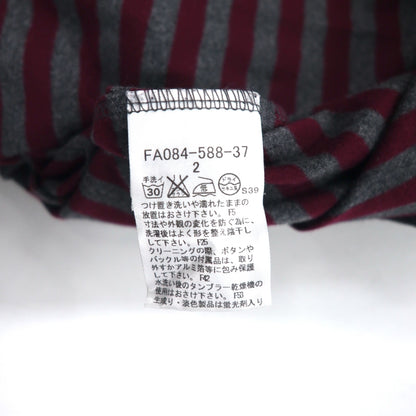 FA084-588-37
2
手洗イ
30 中 ドライ セキユ系 S39
つけ置き洗いや濡れたままの
放置はおさけ下さい。F5
寸法や外観の変化を防ぐ為に、
洗濯後はよく形を整え陰干し
して下さい。F25
クリーニングの際、ボタンや
バックル等の付属品は、取り
外すかアルミ箔等に包み保護
して下さい。F42
水洗い後のタンブラー乾燥機の
使用はおさけ下さい。F50
生成り・淡色製品は蛍光剤入り